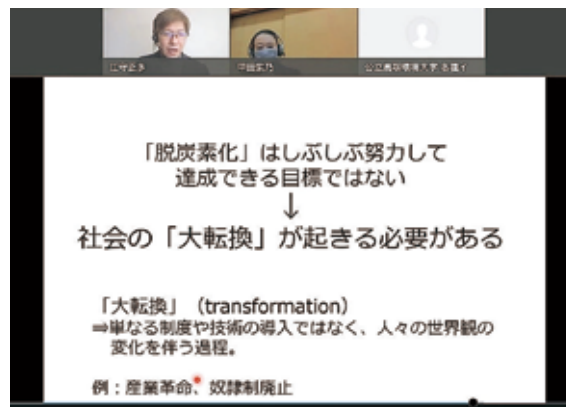 江守正多
「脱炭素化」はしぶしぶ努力して
達成できる目標ではない
↓
社会の「大転換」が起きる必要がある
「大転換」(transformation)
⇒単なる制度や技術の導入ではなく、人々の世界観の
変化を伴う過程。
例：産業革命、奴隷制廃止